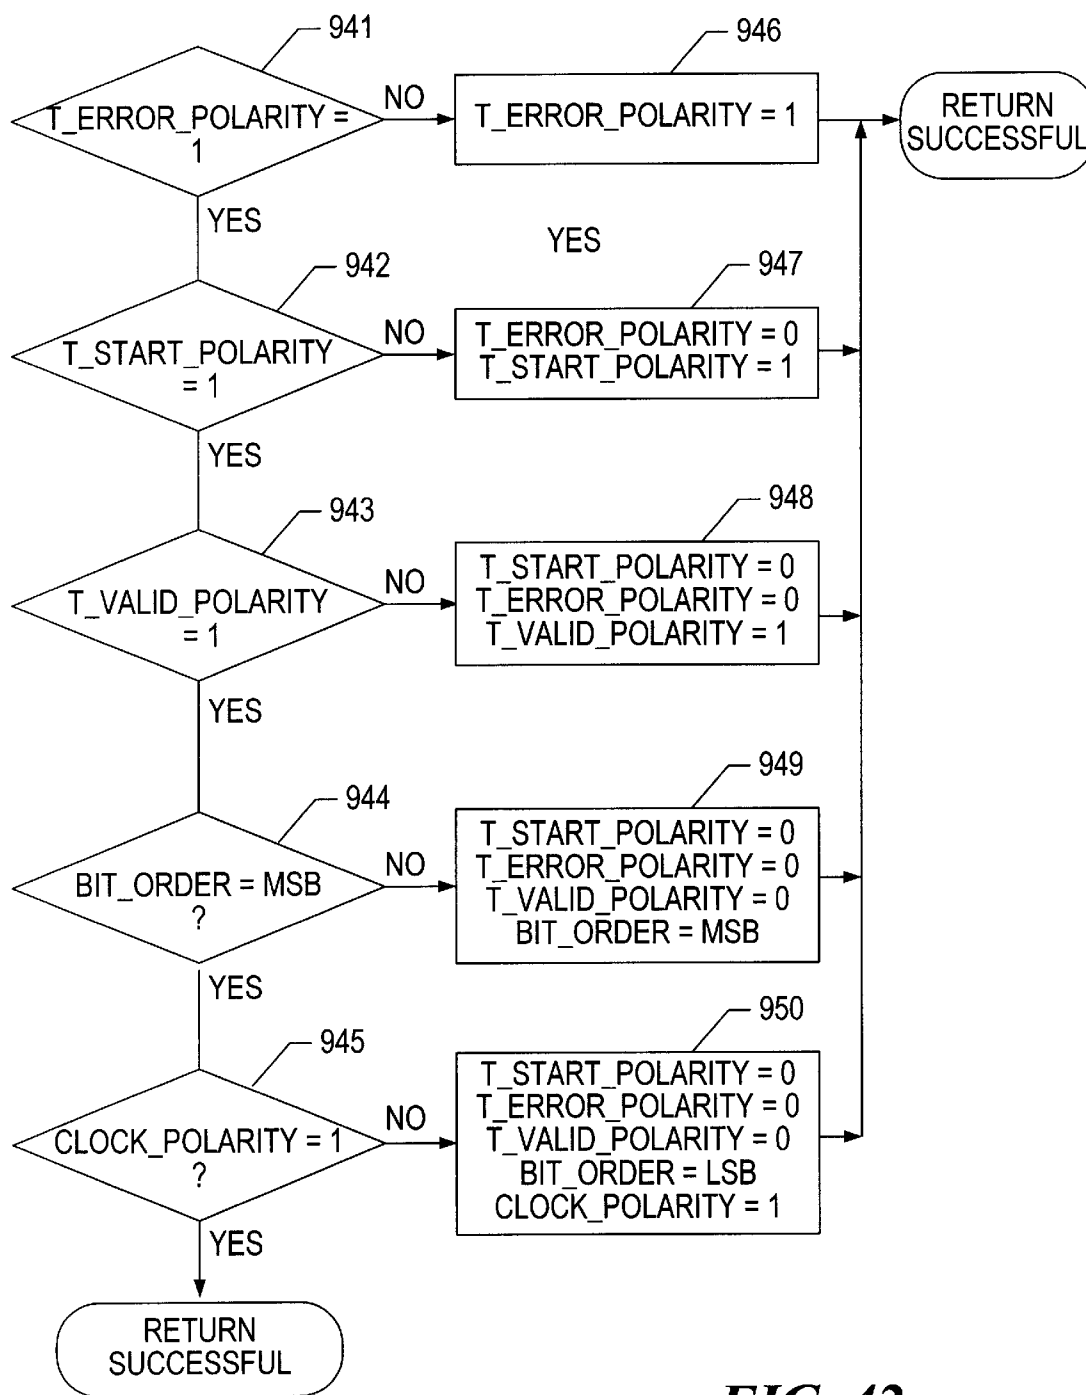 941
T_ERROR_POLARITY =
1
NO
946
T_ERROR_POLARITY = 1
RETURN
SUCCESSFUL
YES
YES
942
T_START_POLARITY
= 1
NO
947
T_ERROR_POLARITY = 0
T_START_POLARITY = 1
YES
943
T_VALID_POLARITY
= 1
NO
948
T_START_POLARITY = 0
T_ERROR_POLARITY = 0
T_VALID_POLARITY = 1
YES
944
BIT_ORDER = MSB
?
NO
949
T_START_POLARITY = 0
T_ERROR_POLARITY = 0
T_VALID_POLARITY = 0
BIT_ORDER = MSB
YES
945
CLOCK_POLARITY = 1
?
NO
950
T_START_POLARITY = 0
T_ERROR_POLARITY = 0
T_VALID_POLARITY = 0
BIT_ORDER = LSB
CLOCK_POLARITY = 1
YES
RETURN
SUCCESSFUL